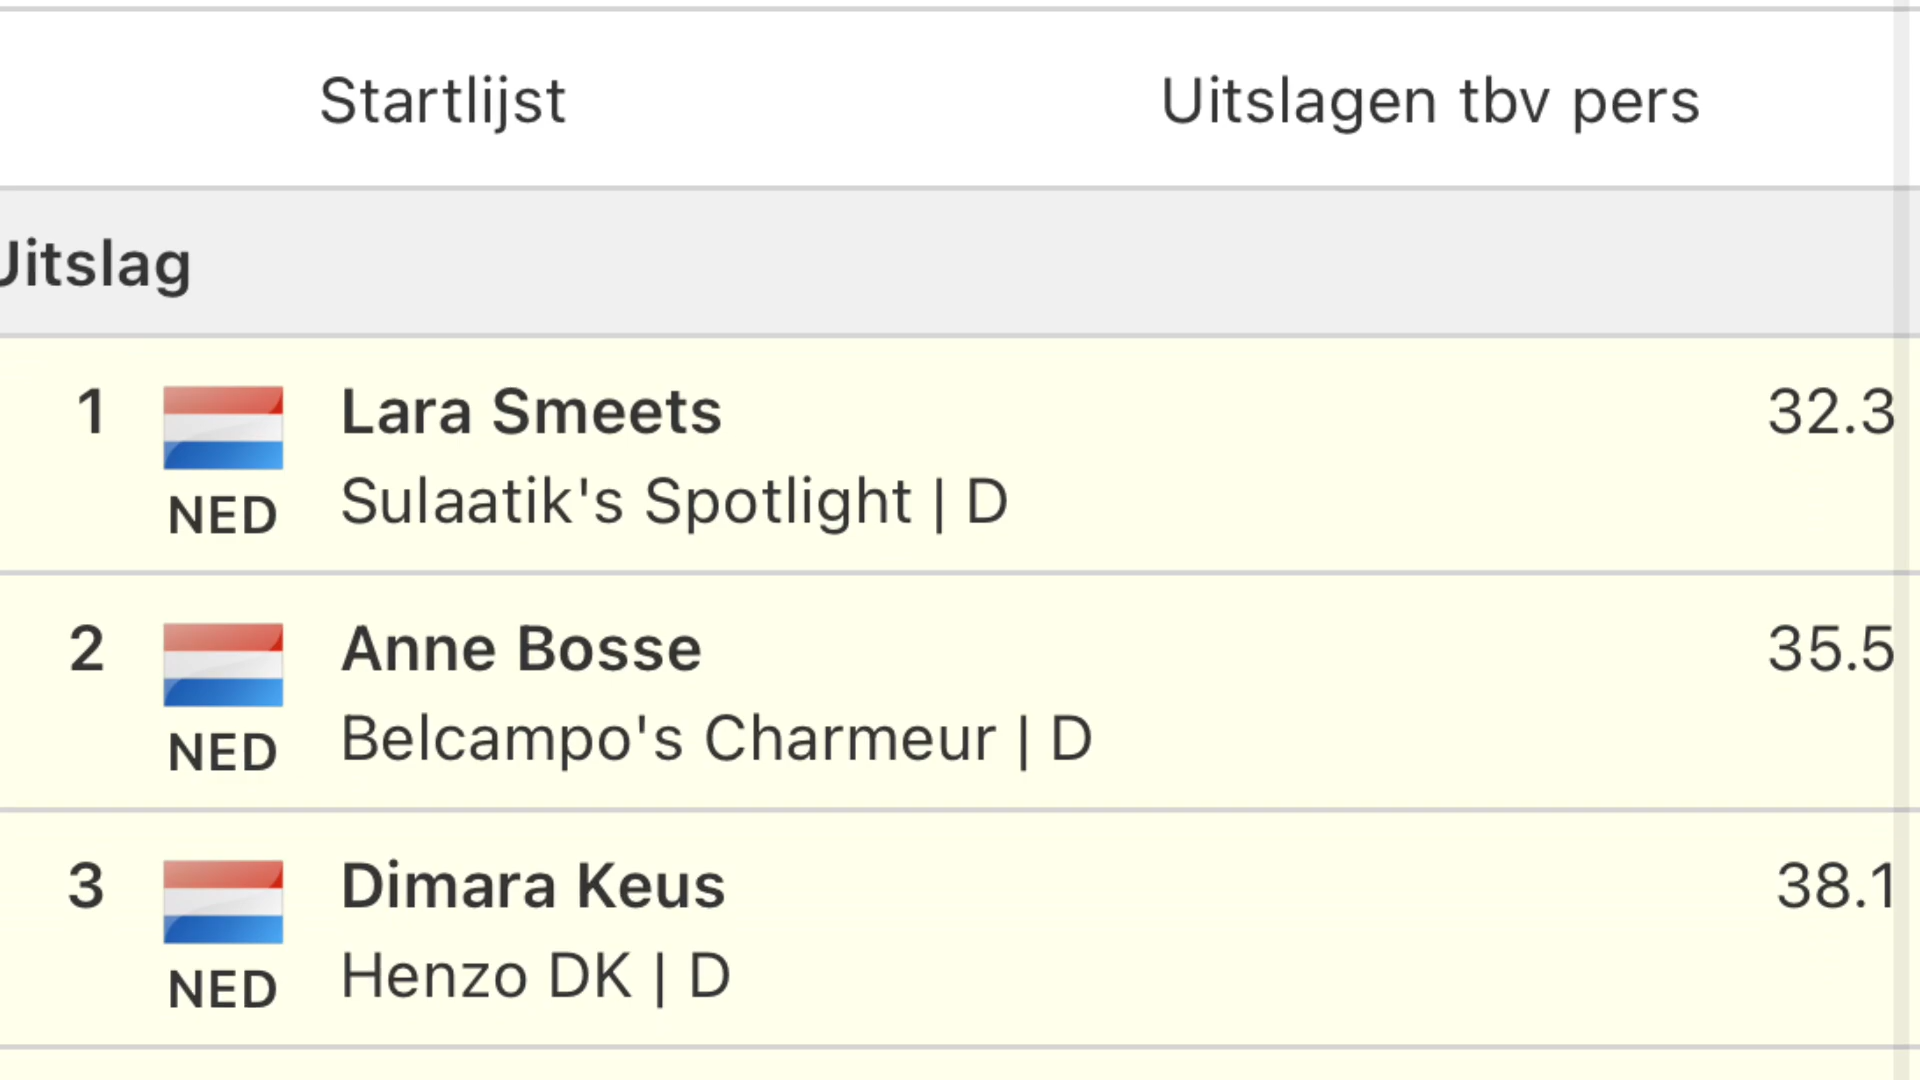 Startlijst Uitslagen tbv pers
Uitslag
1 Lara Smeets 32.3
NED Sulaatik's Spotlight | D
2 Anne Bosse 35.5
NED Belcampo's Charmeur | D
3 Dimara Keus 38.1
NED Henzo DK | D